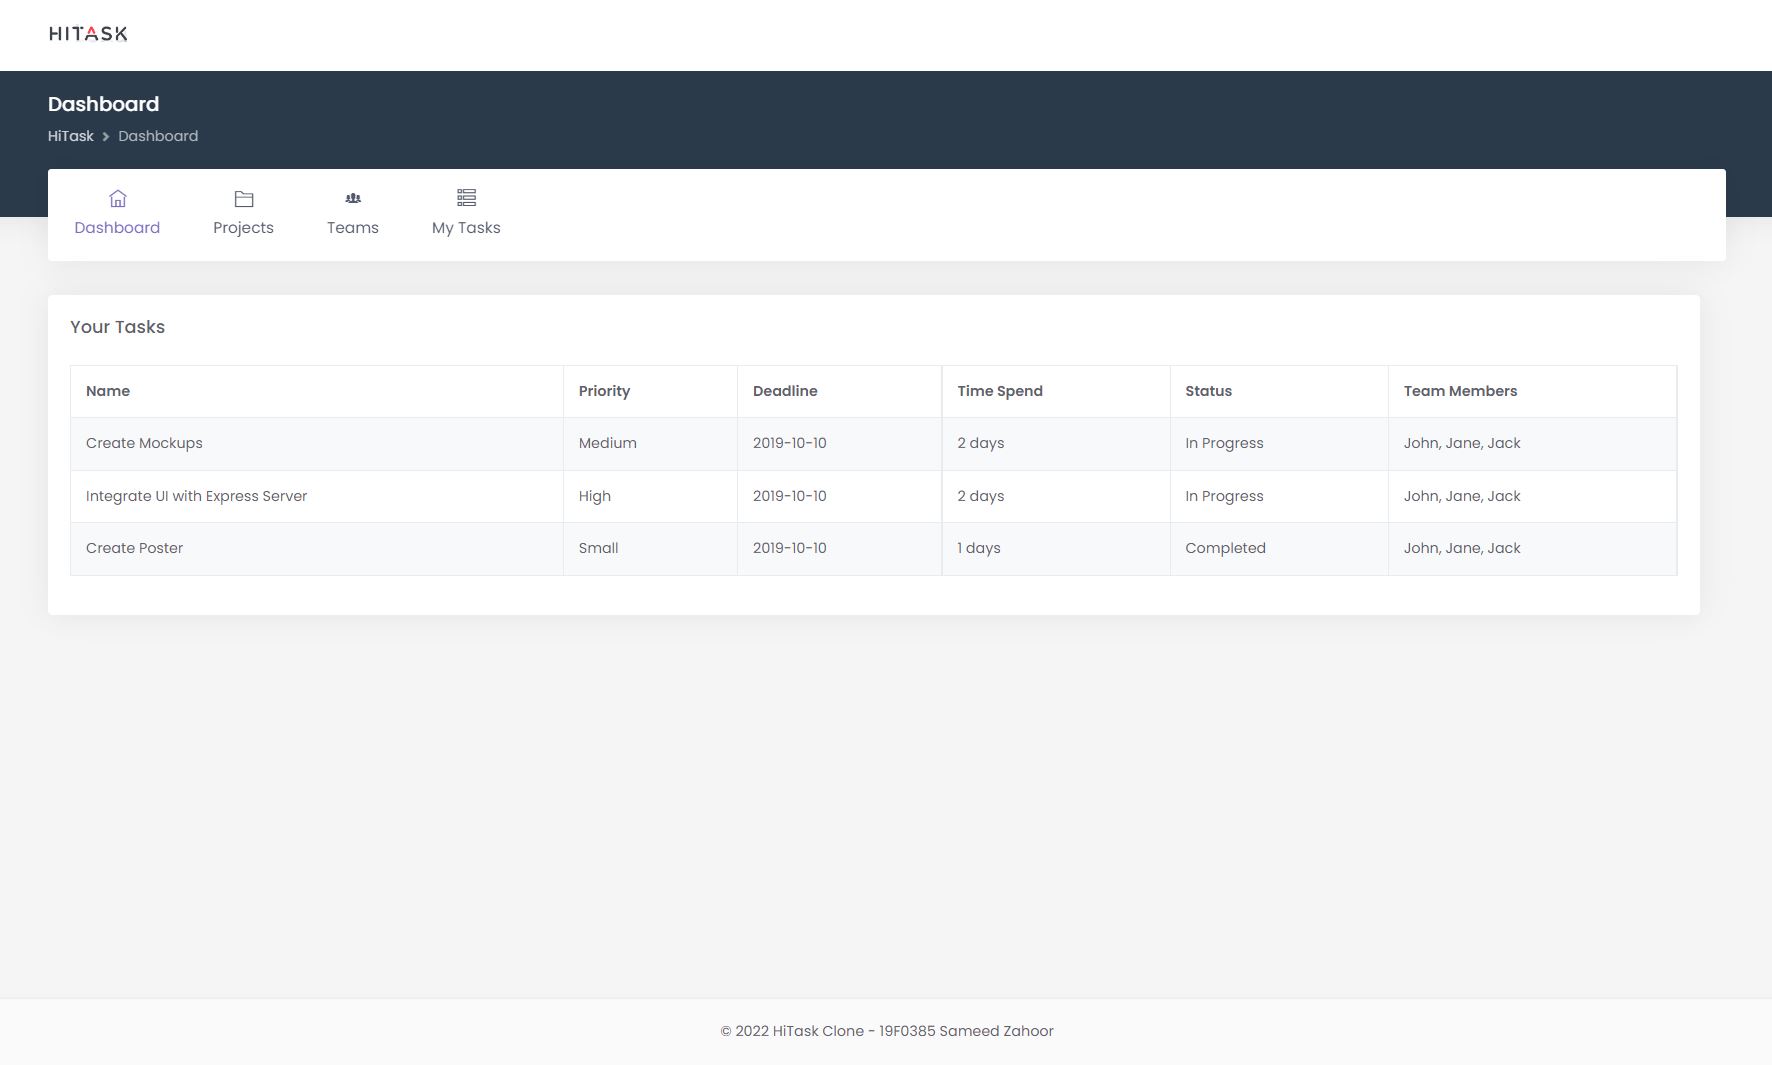 HITASK
Dashboard
HiTask > Dashboard
Dashboard Projects Teams My Tasks
Your Tasks
Name Priority Deadline Time Spend Status Team Members
Create Mockups Medium 2019-10-10 2 days In Progress John, Jane, Jack
Integrate UI with Express Server High 2019-10-10 2 days In Progress John, Jane, Jack
Create Poster Small 2019-10-10 1 days Completed John, Jane, Jack
© 2022 HiTask Clone - 19F0385 Sameed Zahoor